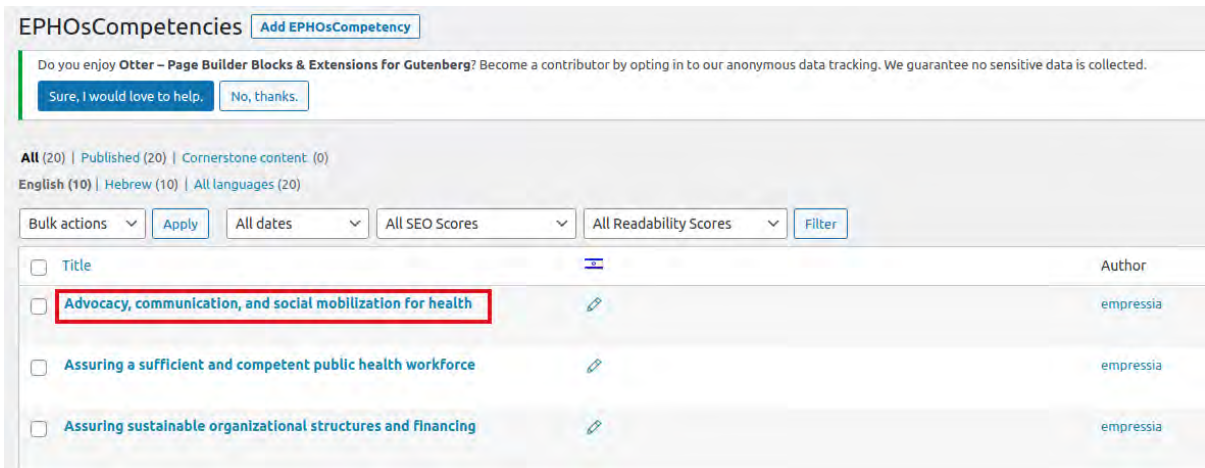 EPHOsCompetencies Add EPHOsCompetency
Do you enjoy Otter – Page Builder Blocks & Extensions for Gutenberg? Become a contributor by opting in to our anonymous data tracking. We guarantee no sensitive data is collected.
Sure, I would love to help. No, thanks.
All (20) | Published (20) | Cornerstone content (0)
English (10) | Hebrew (10) | All languages (20)
Bulk actions Apply All dates All SEO Scores All Readability Scores Filter
Title Author
Advocacy, communication, and social mobilization for health empressia
Assuring a sufficient and competent public health workforce empressia
Assuring sustainable organizational structures and financing empressia